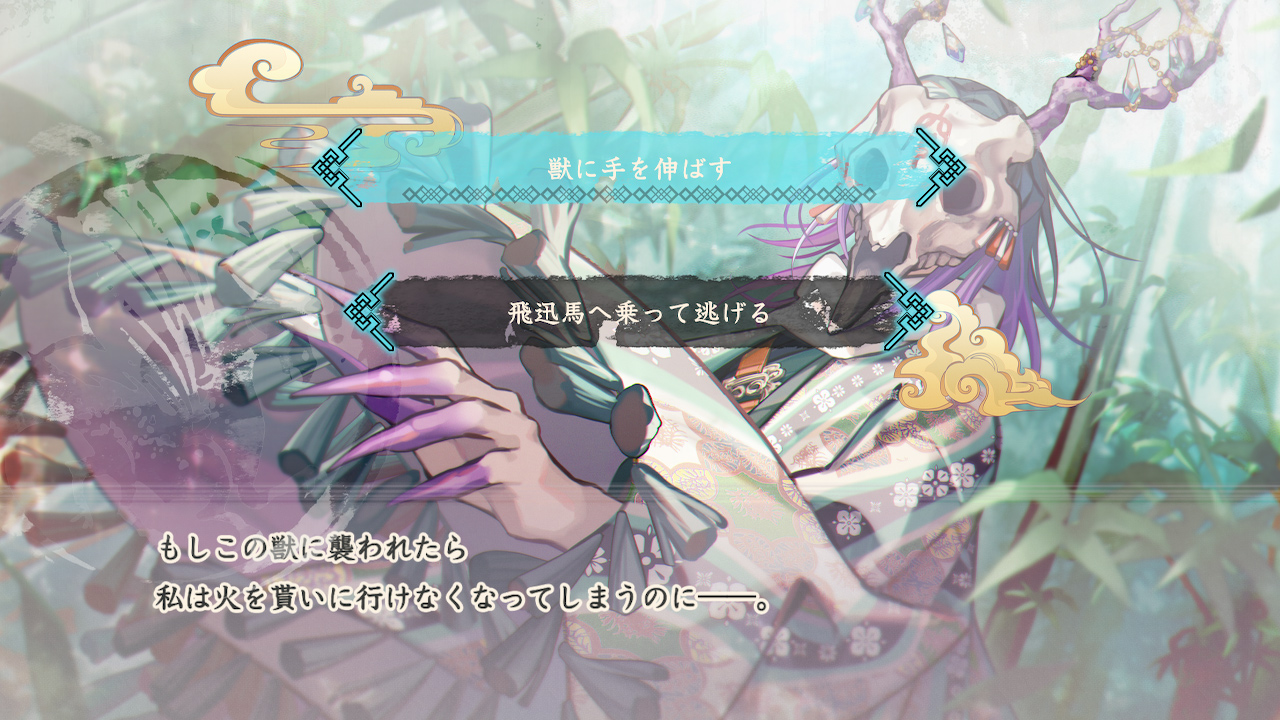 獣に手を伸ばす
飛迅馬へ乗って逃げる
もしこの獣に襲われたら
私は火を貰いに行けなくなってしまうのに――。